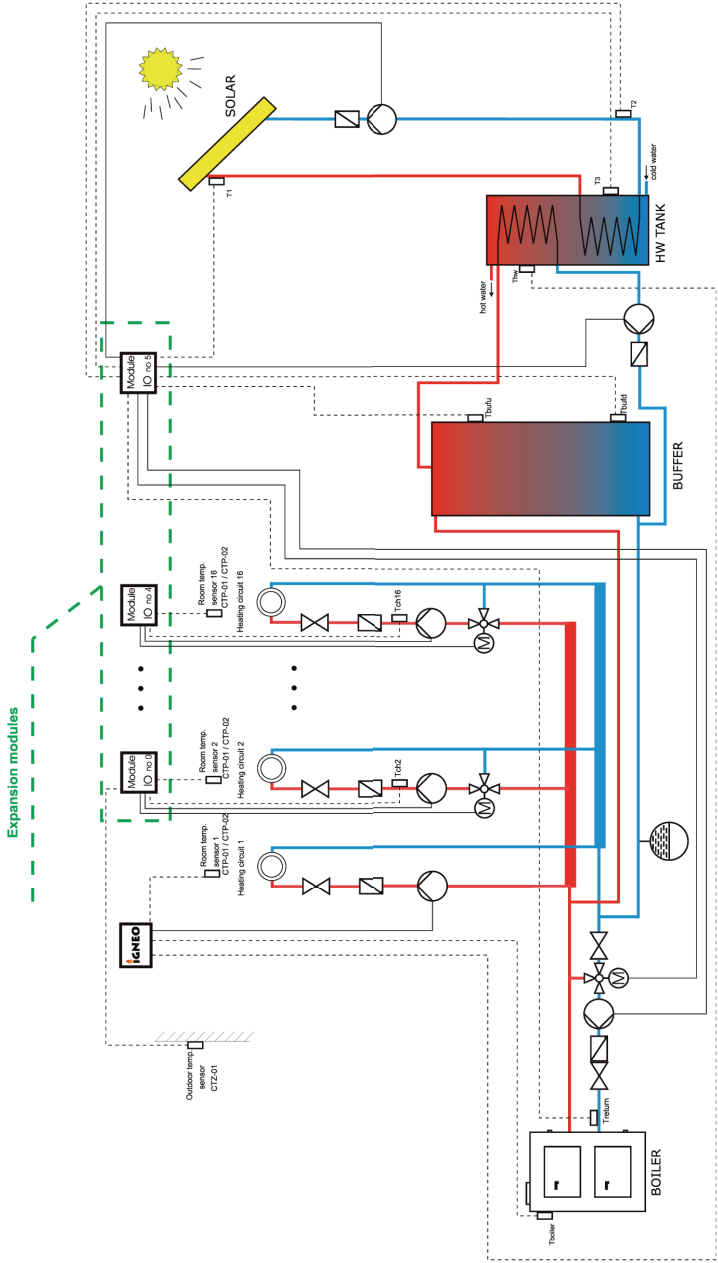 Expansion modules
SOLAR
T1
T2
T3
cold water
HW TANK
Thw
hot water
Module
IO no 5
Tbufu
Tbufd
BUFFER
Module
IO no 4
Room temp.
sensor 16
CTP-01 / CTP-02
Heating circuit 16
Tch16
M
Module
IO no 0
Room temp.
sensor 2
CTP-01 / CTP-02
Heating circuit 2
Tch2
M
IGNEO
Room temp.
sensor 1
CTP-01 / CTP-02
Heating circuit 1
Outdoor temp.
sensor
CTZ-01
M
Treturn
BOILER
Tboiler